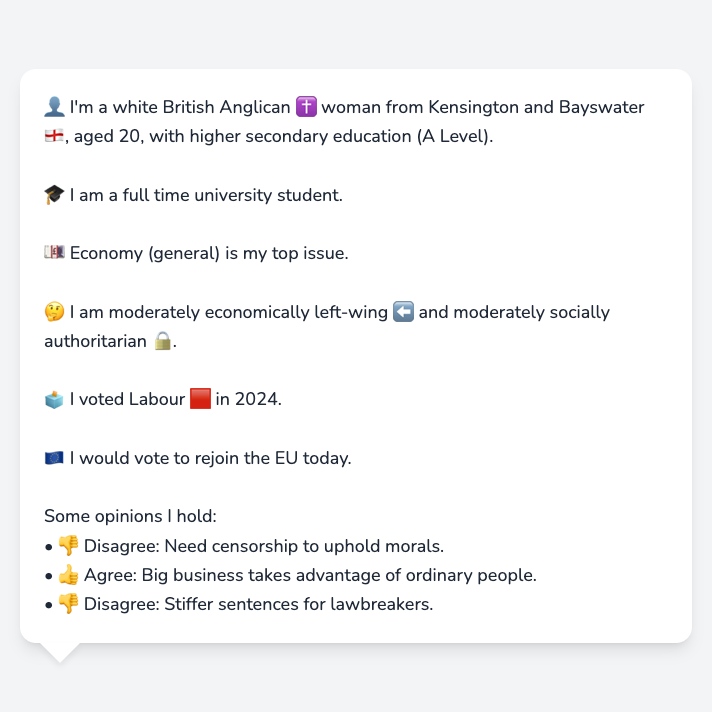 👤 I'm a white British Anglican ✝️ woman from Kensington and Bayswater
🏴󠁧󠁢󠁥󠁮󠁧󠁿, aged 20, with higher secondary education (A Level).
🎓 I am a full time university student.
💷 Economy (general) is my top issue.
🤔 I am moderately economically left-wing ⬅️ and moderately socially
authoritarian 🔒.
🗳️ I voted Labour 🟥 in 2024.
🇪🇺 I would vote to rejoin the EU today.
Some opinions I hold:
• 👎 Disagree: Need censorship to uphold morals.
• 👍 Agree: Big business takes advantage of ordinary people.
• 👎 Disagree: Stiffer sentences for lawbreakers.